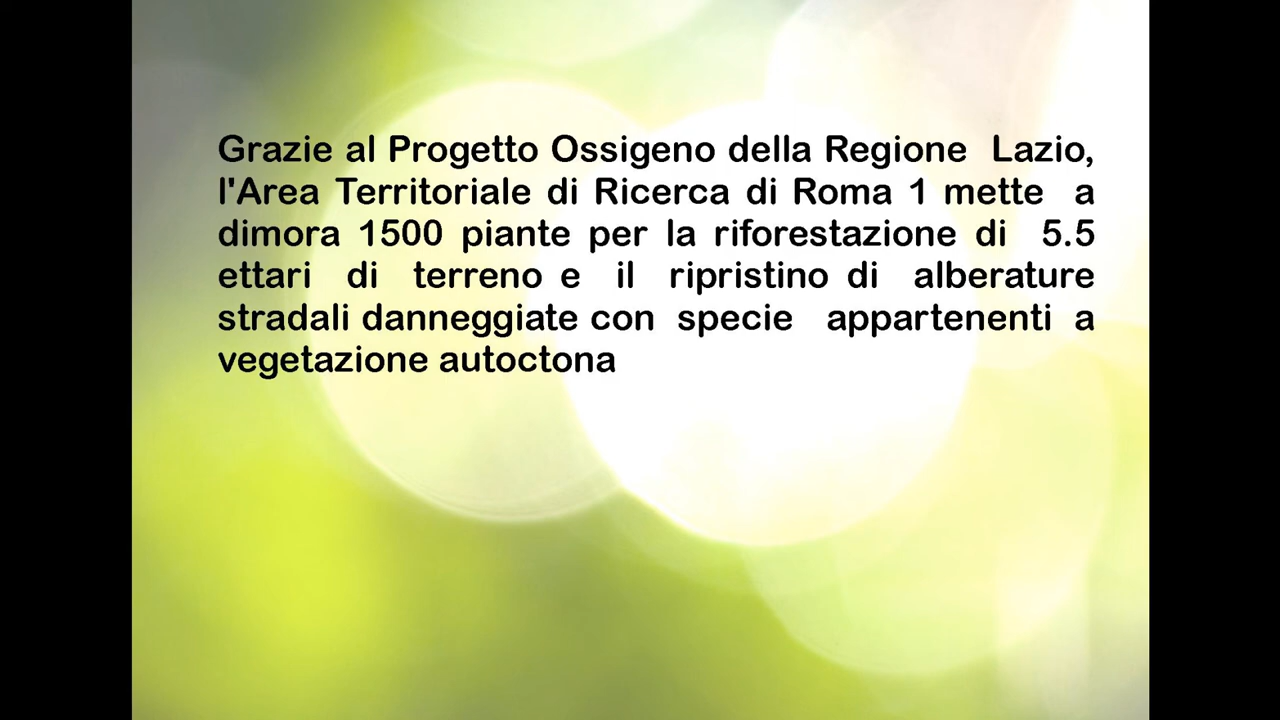 Grazie al Progetto Ossigeno della Regione Lazio,
l'Area Territoriale di Ricerca di Roma 1 mette a
dimora 1500 piante per la riforestazione di 5.5
ettari di terreno e il ripristino di alberature
stradali danneggiate con specie appartenenti a
vegetazione autoctona